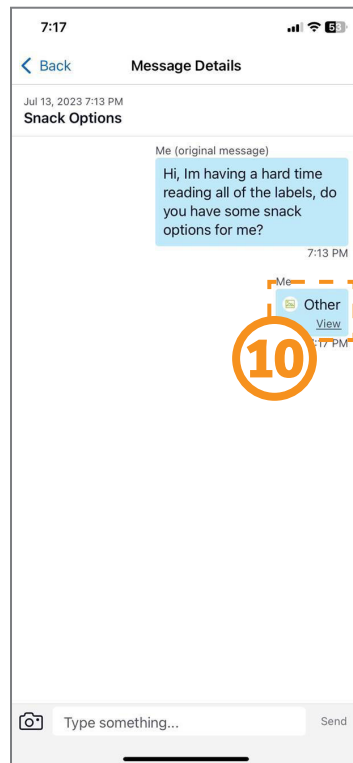 7:17
53
Back
Message Details
Jul 13, 2023 7:13 PM
Snack Options
Me (original message)
Hi, Im having a hard time
reading all of the labels, do
you have some snack
options for me?
7:13 PM
Me
Other
View
:17 PM
10
Type something...
Send